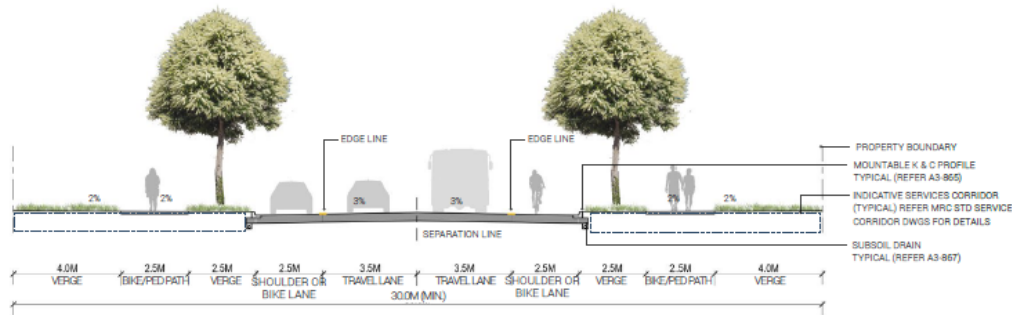 EDGE LINE
EDGE LINE
PROPERTY BOUNDARY
MOUNTABLE K & C PROFILE
TYPICAL (REFER A3-865)
INDICATIVE SERVICES CORRIDOR
(TYPICAL) REFER MRC STD SERVICE
CORRIDOR DWGS FOR DETAILS
SUBSOIL DRAIN
TYPICAL (REFER A3-867)
2% 2% 3% 3% 2% 2%
SEPARATION LINE
4.0M 2.5M 2.5M 2.5M 3.5M 3.5M 2.5M 2.5M 2.5M 4.0M
VERGE BIKE/PED PATH VERGE SHOULDER OR TRAVEL LANE TRAVEL LANE SHOULDER OR VERGE BIKE/PED PATH VERGE
BIKE LANE BIKE LANE
30.0M (MIN.)